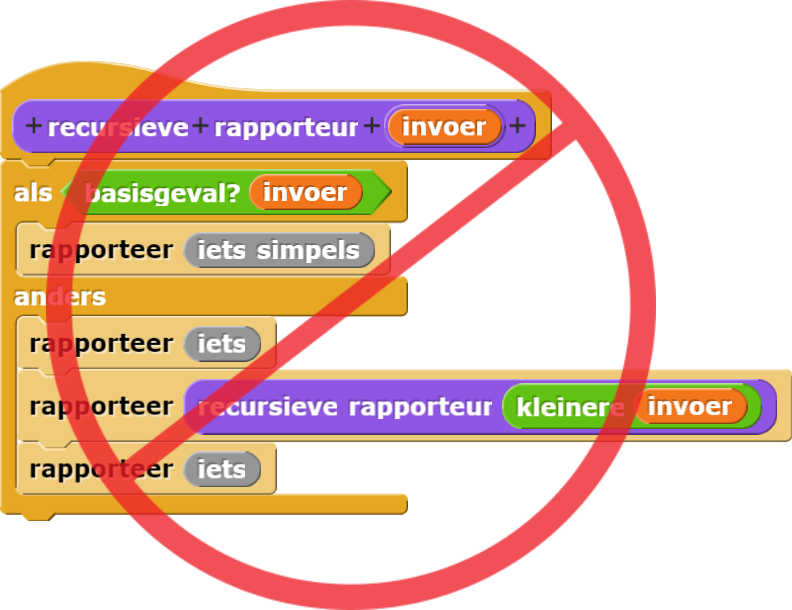 + recursieve + rapporteur + invoer +
als basisgeval? invoer
rapporteer iets simpels
anders
rapporteer iets
rapporteer recursieve rapporteur kleinere invoer
rapporteer iets